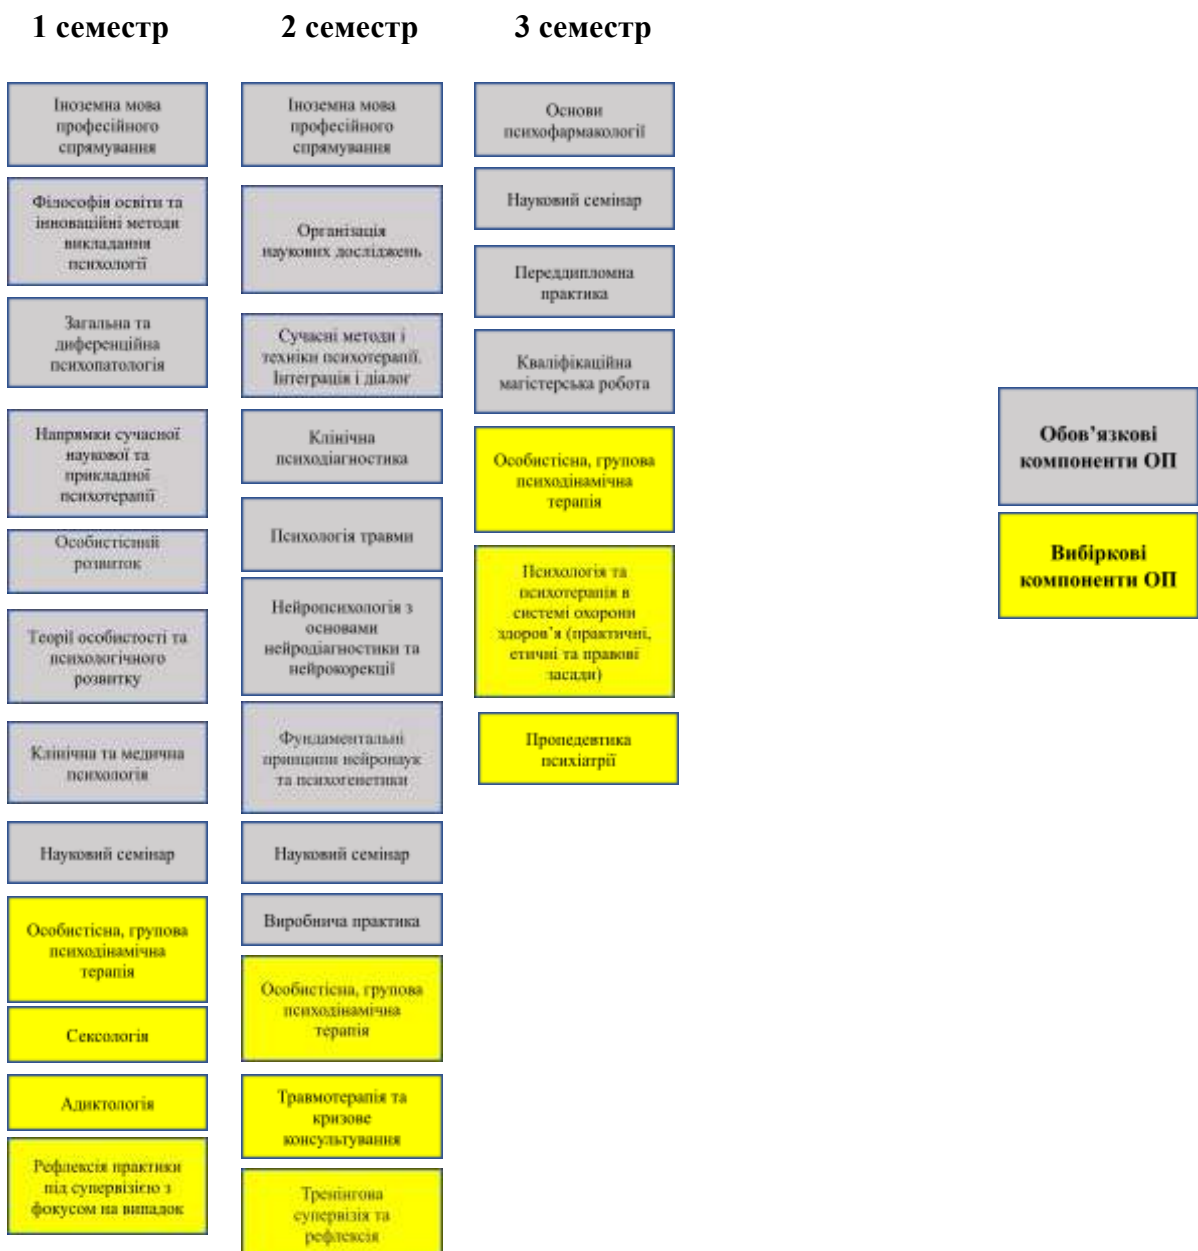 1 семестр
2 семестр
3 семестр
Іноземна мова
професійного
спрямування
Філософія освіти та
інноваційні методи
викладання
психології
Загальна та
диференційна
психопатологія
Напрямки сучасної
наукової та
прикладної
психотерапії
Особистісний
розвиток
Теорії особистості та
психологічного
розвитку
Клінічна та медична
психологія
Науковий семінар
Особистісна, групова
психодінамічна
терапія
Сексологія
Адиктологія
Рефлексія практики
під супервізією з
фокусом на випадок
Іноземна мова
професійного
спрямування
Організація
наукових досліджень
Сучасні методи і
техніки психотерапії.
Інтеграція і діалог
Клінічна
психодіагностика
Психологія травми
Нейропсихологія з
основами
нейродіагностики та
нейрокорекції
Фундаментальні
принципи нейронаук
та психогенетики
Науковий семінар
Виробнича практика
Особистісна, групова
психодінамічна
терапія
Травмотерапія та
кризове
консультування
Тренінгова
супервізія та
рефлексія
Основи
психофармакології
Науковий семінар
Переддипломна
практика
Кваліфікаційна
магістерська робота
Особистісна, групова
психодінамічна
терапія
Психологія та
психотерапія в
системі охорони
здоров’я (практичні,
етичні та правові
засади)
Пропедевтика
психіатрії
Обов’язкові
компоненти ОП
Вибіркові
компоненти ОП